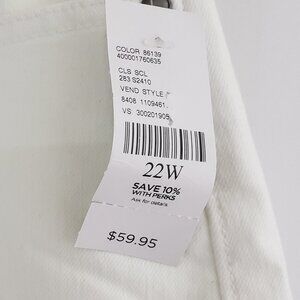 COLOR 86139
400001760635
CLS SCL
283 S2410
VEND STYLE
8408 1109461
VS 300201905
22W
SAVE 10%
WITH PERKS
Ask for details
$59.95